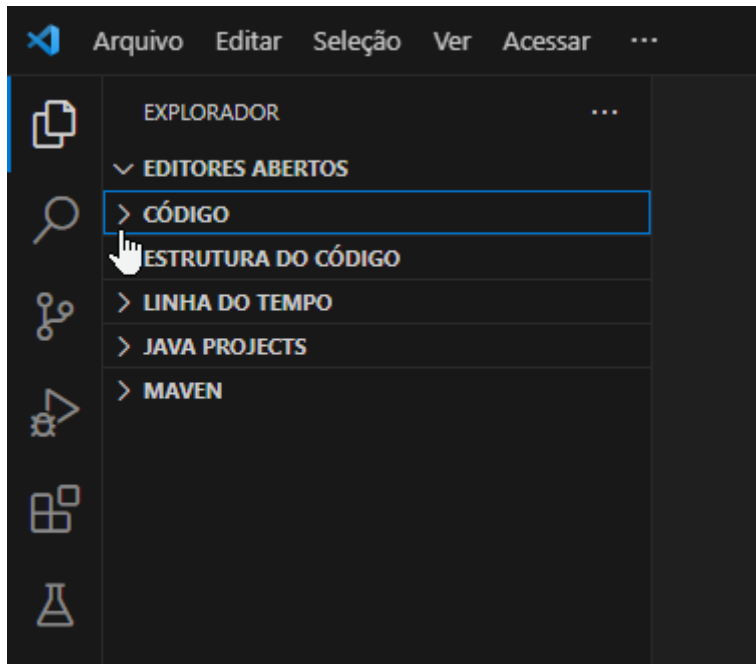 Arquivo Editar Seleção Ver Acessar ...
EXPLORADOR ...
EDITORES ABERTOS
CÓDIGO
ESTRUTURA DO CÓDIGO
LINHA DO TEMPO
JAVA PROJECTS
MAVEN